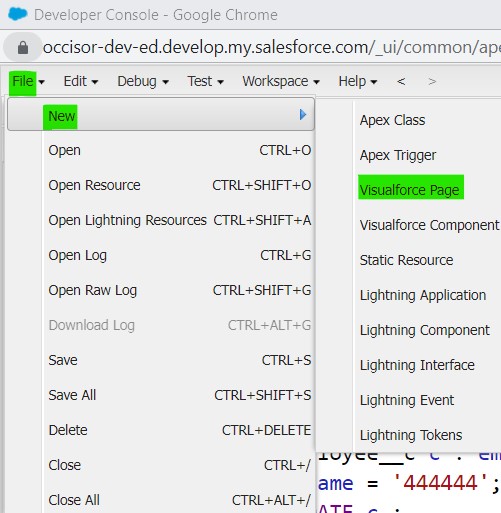 Developer Console - Google Chrome
occisor-dev-ed.develop.my.salesforce.com/_ui/common/ape
File Edit Debug Test Workspace Help < >
New
Open CTRL+O
Open Resource CTRL+SHIFT+O
Open Lightning Resources CTRL+SHIFT+A
Open Log CTRL+G
Open Raw Log CTRL+SHIFT+G
Download Log CTRL+ALT+G
Save CTRL+S
Save All CTRL+SHIFT+S
Delete CTRL+DELETE
Close CTRL+/
Close All CTRL+ALT+/
Apex Class
Apex Trigger
Visualforce Page
Visualforce Component
Static Resource
Lightning Application
Lightning Component
Lightning Interface
Lightning Event
Lightning Tokens
ame = '444444';